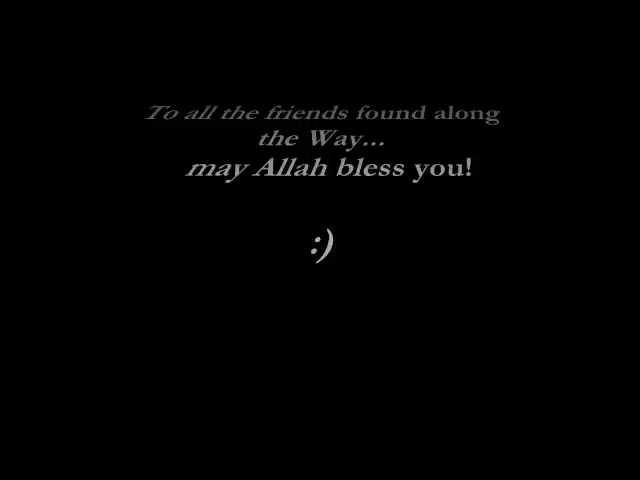 To all the friends found along
the Way...
may Allah bless you!
:)